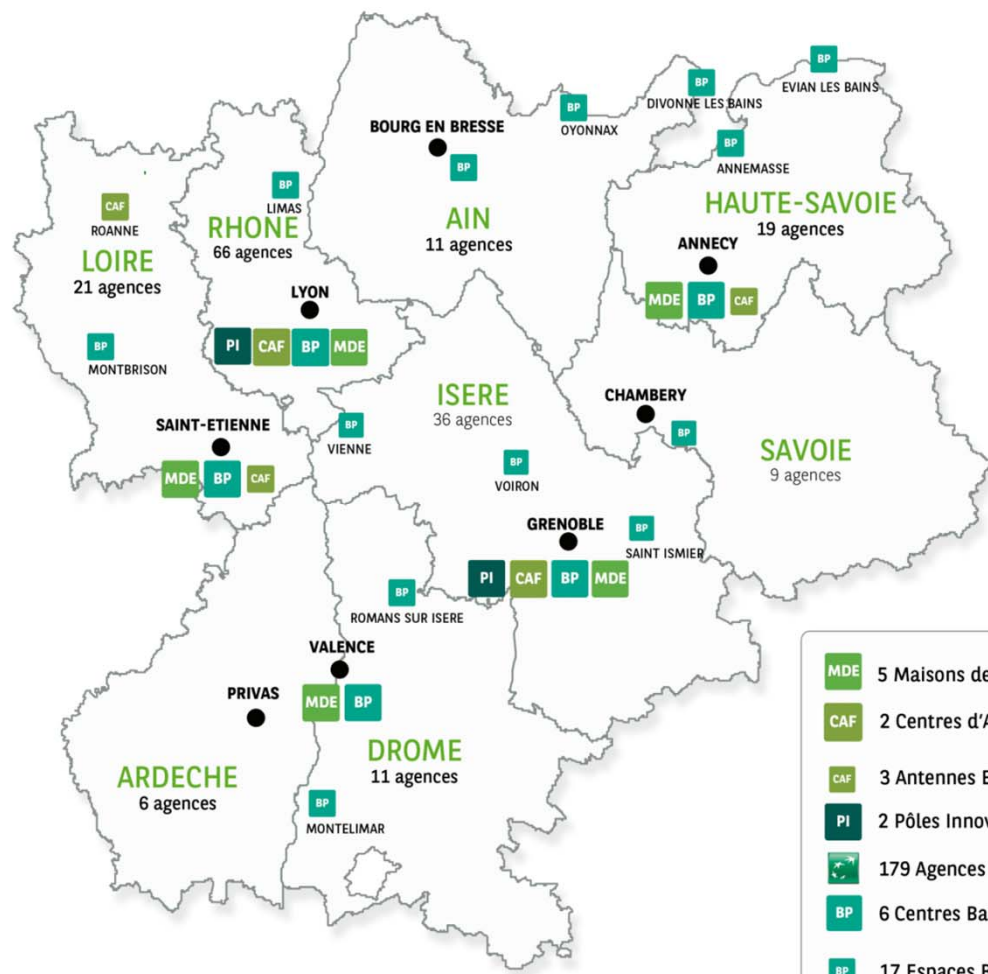 BP
EVIAN LES BAINS
BP
DIVONNE LES BAINS
BP
OYONNAX
BOURG EN BRESSE
BP
BP
ANNEMASSE
BP
LIMAS
CAF
ROANNE
HAUTE-SAVOIE
19 agences
RHONE
66 agences
AIN
11 agences
LOIRE
21 agences
ANNECY
MDE BP CAF
LYON
PI CAF BP MDE
BP
MONTBRISON
ISERE
36 agences
CHAMBERY
BP
SAINT-ETIENNE
MDE BP CAF
BP
VIENNE
SAVOIE
9 agences
BP
VOIRON
GRENOBLE
BP
SAINT ISMIER
PI CAF BP MDE
BP
ROMANS SUR ISERE
VALENCE
MDE BP
PRIVAS
DROME
11 agences
ARDECHE
6 agences
BP
MONTELIMAR
MDE 5 Maisons de
CAF 2 Centres d'A
CAF 3 Antennes
PI 2 Pôles Innov
179 Agences
BP 6 Centres Ba
BP 17 Espaces